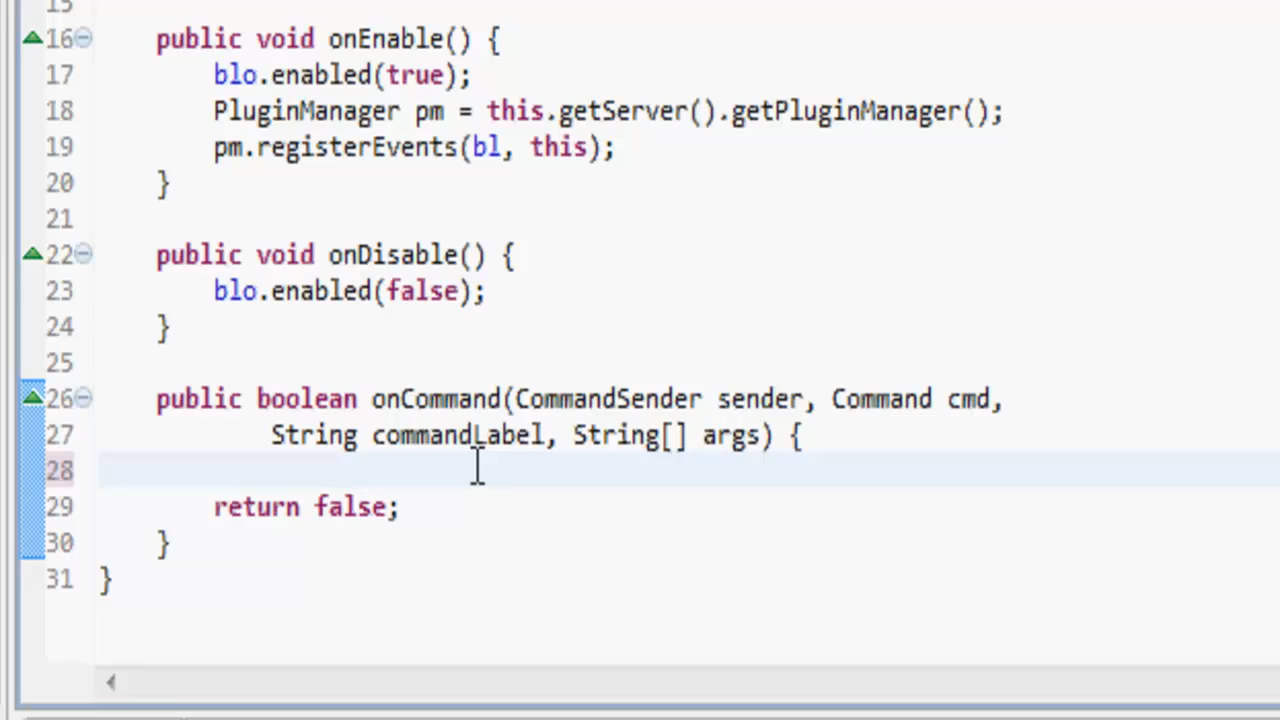 15
16 public void onEnable() {
17 blo.enabled(true);
18 PluginManager pm = this.getServer().getPluginManager();
19 pm.registerEvents(bl, this);
20 }
21
22 public void onDisable() {
23 blo.enabled(false);
24 }
25
26 public boolean onCommand(CommandSender sender, Command cmd,
27 String commandLabel, String[] args) {
28
29 return false;
30 }
31 }